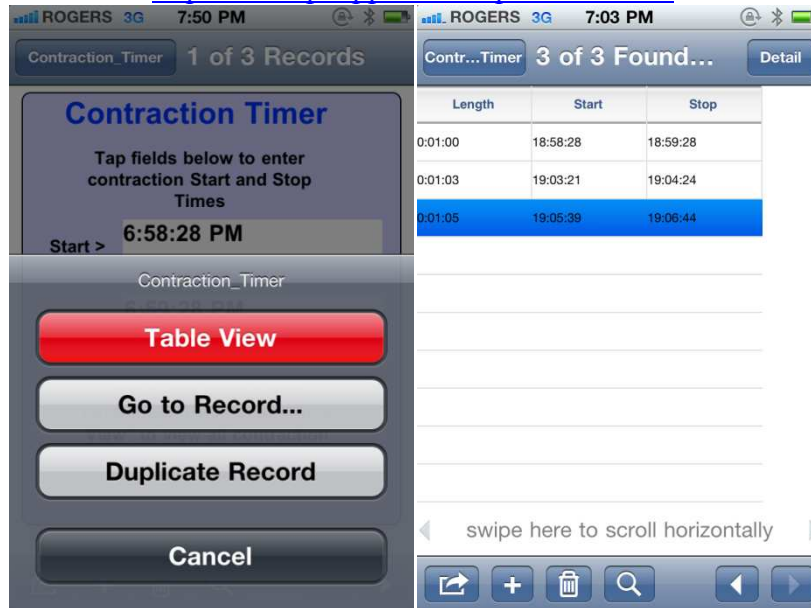 ROGERS 3G 7:50 PM
Contraction_Timer 1 of 3 Records
Contraction Timer
Tap fields below to enter
contraction Start and Stop
Times
Start > 6:58:28 PM
Contraction_Timer
Table View
Go to Record...
Duplicate Record
Cancel
ROGERS 3G 7:03 PM
Contr...Timer 3 of 3 Found... Detail
Length Start Stop
0:01:00 18:58:28 18:59:28
0:01:03 19:03:21 19:04:24
0:01:05 19:05:39 19:06:44
swipe here to scroll horizontally